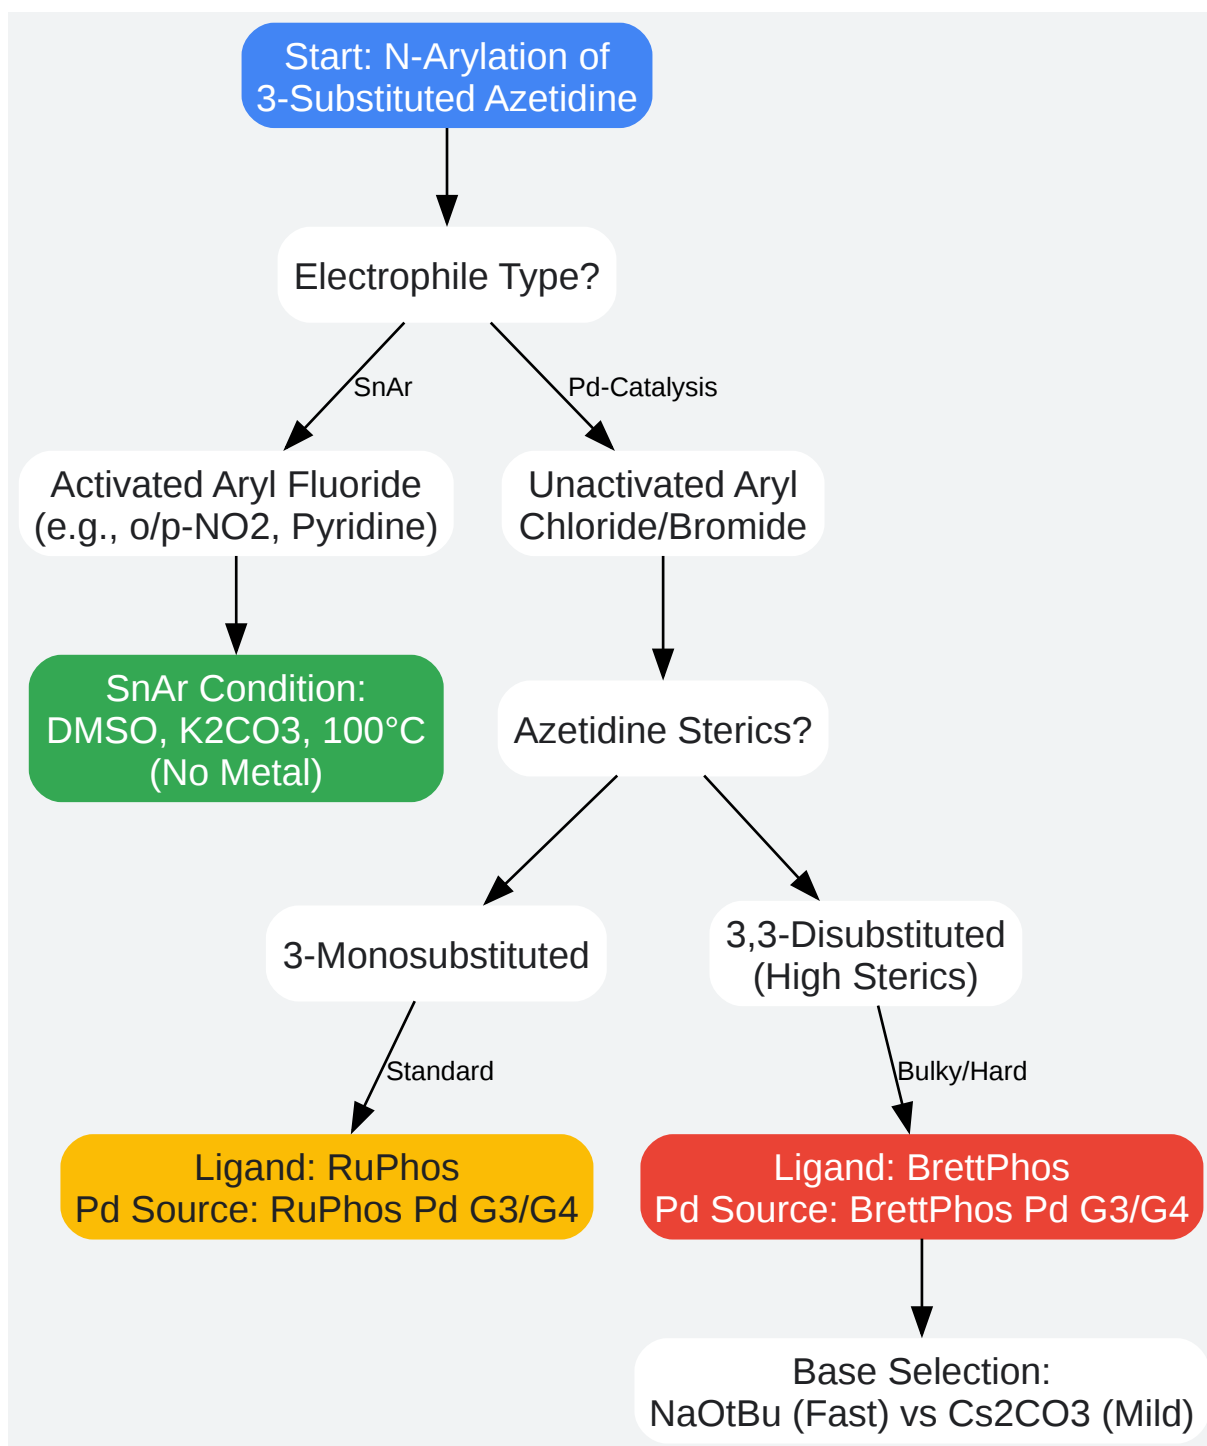 Start: N-Arylation of
3-Substituted Azetidine
Electrophile Type?
SnAr
Pd-Catalysis
Activated Aryl Fluoride
(e.g., o/p-NO2, Pyridine)
Unactivated Aryl
Chloride/Bromide
SnAr Condition:
DMSO, K2CO3, 100°C
(No Metal)
Azetidine Sterics?
3-Monosubstituted
3,3-Disubstituted
(High Sterics)
Standard
Bulky/Hard
Ligand: RuPhos
Pd Source: RuPhos Pd G3/G4
Ligand: BrettPhos
Pd Source: BrettPhos Pd G3/G4
Base Selection:
NaOtBu (Fast) vs Cs2CO3 (Mild)